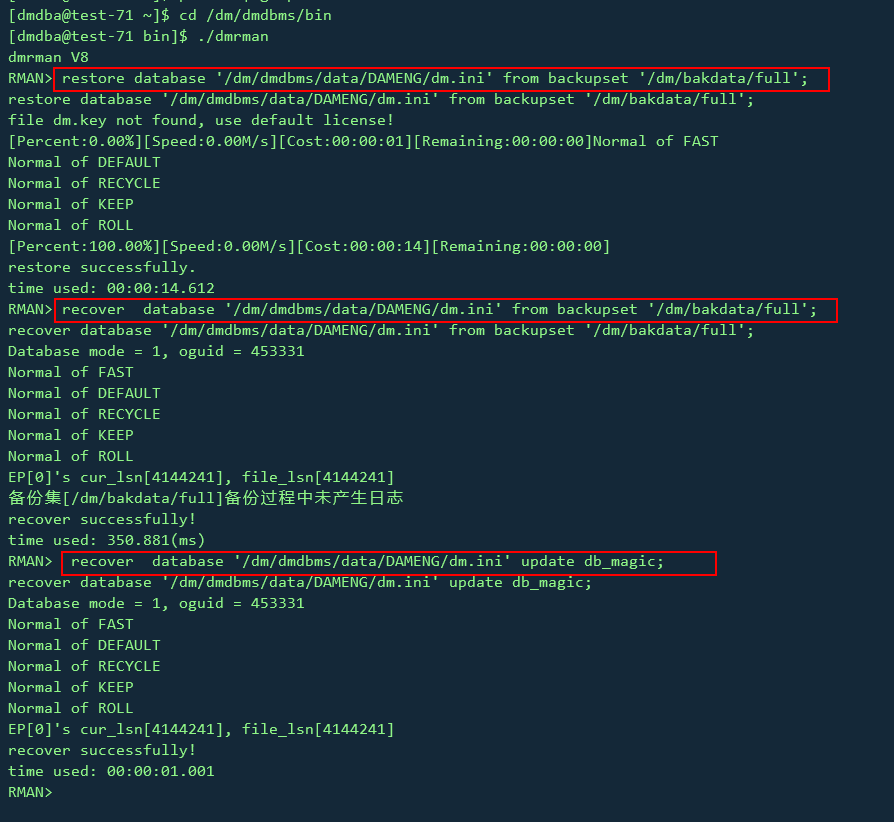 [dmdba@test-71 ~]$ cd /dm/dmdbms/bin
[dmdba@test-71 bin]$ ./dmrman
dmrman V8
RMAN> restore database '/dm/dmdbms/data/DAMENG/dm.ini' from backupset '/dm/bakdata/full';
restore database '/dm/dmdbms/data/DAMENG/dm.ini' from backupset '/dm/bakdata/full';
file dm.key not found, use default license!
[Percent:0.00%][Speed:0.00M/s][Cost:00:00:01][Remaining:00:00:00]Normal of FAST
Normal of DEFAULT
Normal of RECYCLE
Normal of KEEP
Normal of ROLL
[Percent:100.00%][Speed:0.00M/s][Cost:00:00:14][Remaining:00:00:00]
restore successfully.
time used: 00:00:14.612
RMAN> recover  database '/dm/dmdbms/data/DAMENG/dm.ini' from backupset '/dm/bakdata/full';
recover database '/dm/dmdbms/data/DAMENG/dm.ini' from backupset '/dm/bakdata/full';
Database mode = 1, oguid = 453331
Normal of FAST
Normal of DEFAULT
Normal of RECYCLE
Normal of KEEP
Normal of ROLL
EP[0]'s cur_lsn[4144241], file_lsn[4144241]
备份集[/dm/bakdata/full]备份过程中未产生日志
recover successfully!
time used: 350.881(ms)
RMAN>  recover  database '/dm/dmdbms/data/DAMENG/dm.ini' update db_magic;
recover database '/dm/dmdbms/data/DAMENG/dm.ini' update db_magic;
Database mode = 1, oguid = 453331
Normal of FAST
Normal of DEFAULT
Normal of RECYCLE
Normal of KEEP
Normal of ROLL
EP[0]'s cur_lsn[4144241], file_lsn[4144241]
recover successfully!
time used: 00:00:01.001
RMAN>